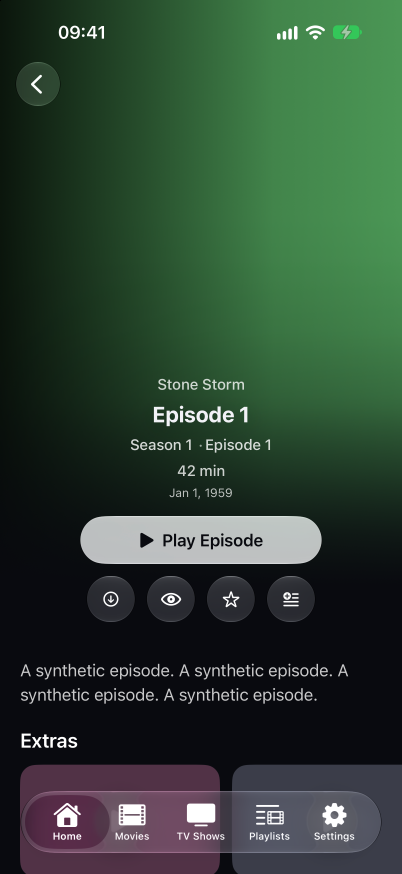 09:41
Stone Storm
Episode 1
Season 1 · Episode 1
42 min
Jan 1, 1959
Play Episode
A synthetic episode. A synthetic episode. A
synthetic episode. A synthetic episode.
Extras
Home Movies TV Shows Playlists Settings